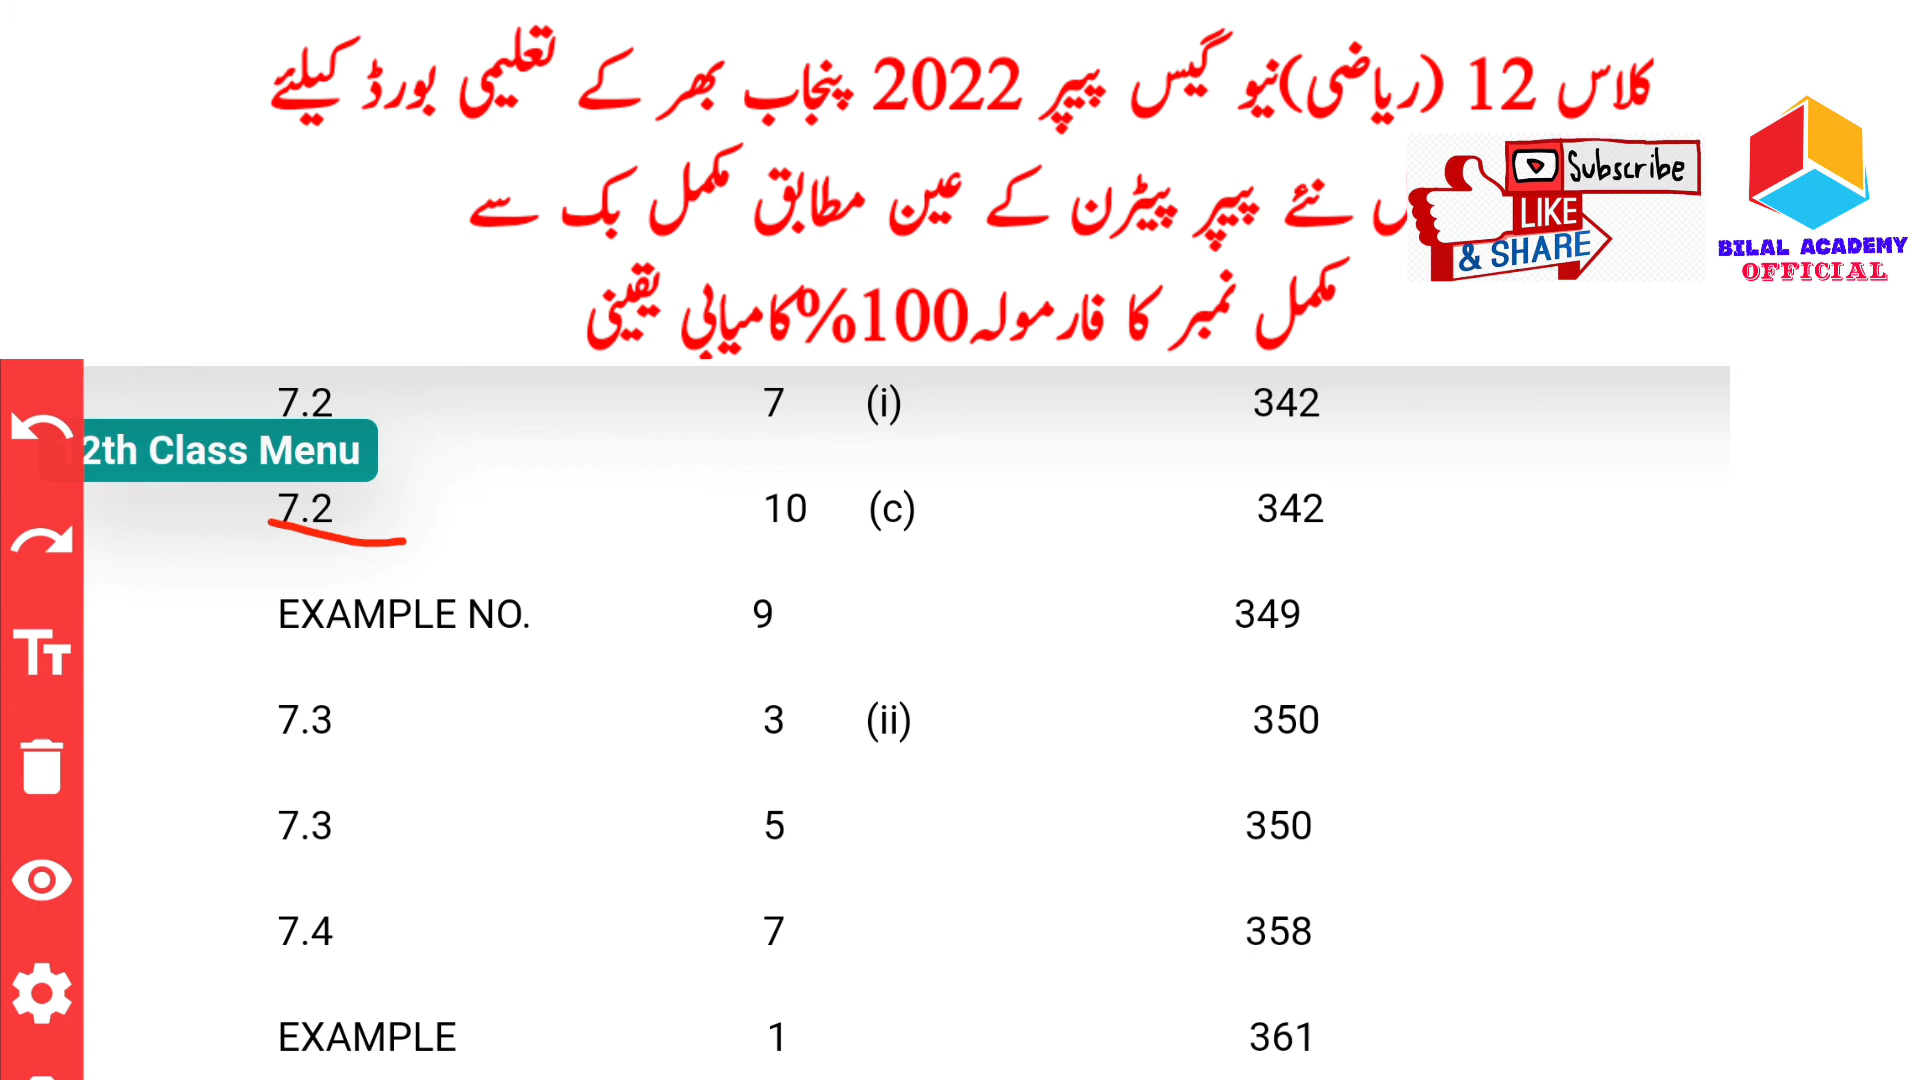 کلاس 12 (ریاضی)نیو گیس پیپر 2022 پنجاب بھر کے تعلیمی بورڈ کیلئے
نئے پیپر پیٹرن کے عین مطابق مکمل بک سے
مکمل نمبر کا فارمولہ100%کامیابی یقینی
Subscribe
LIKE
& SHARE
BILAL ACADEMY
OFFICIAL
7.2 7 (i) 342
2th Class Menu
7.2 10 (c) 342
EXAMPLE NO. 9 349
7.3 3 (ii) 350
7.3 5 350
7.4 7 358
EXAMPLE 1 361